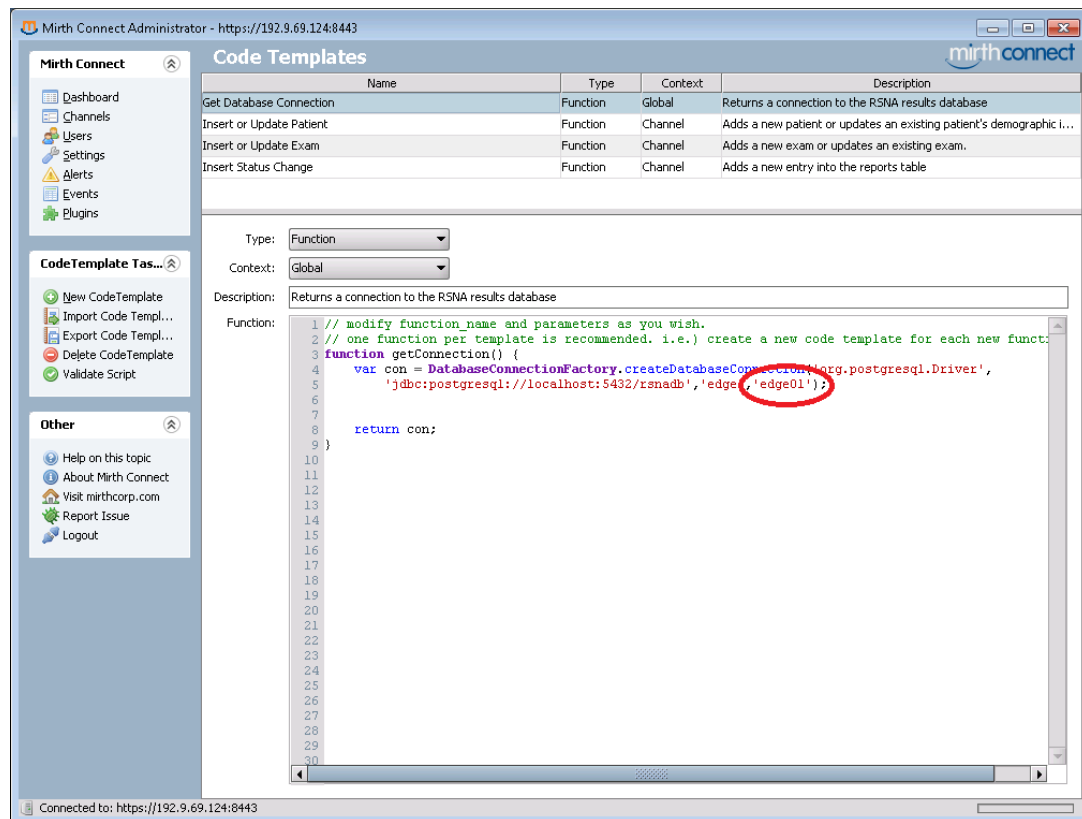 Mirth Connect Administrator - https://192.9.69.124:8443
Mirth Connect
Dashboard
Channels
Users
Settings
Alerts
Events
Plugins
CodeTemplate Tas...
New CodeTemplate
Import Code Templ...
Export Code Templ...
Delete CodeTemplate
Validate Script
Other
Help on this topic
About Mirth Connect
Visit mirthcorp.com
Report Issue
Logout
Code Templates
mirthconnect
Name Type Context Description
Get Database Connection Function Global Returns a connection to the RSNA results database
Insert or Update Patient Function Channel Adds a new patient or updates an existing patient's demographic i...
Insert or Update Exam Function Channel Adds a new exam or updates an existing exam.
Insert Status Change Function Channel Adds a new entry into the reports table
Type: Function
Context: Global
Description: Returns a connection to the RSNA results database
Function:
1 // modify function_name and parameters as you wish.
2 // one function per template is recommended. i.e.) create a new code template for each new functi
3 function getConnection() {
4 var con = DatabaseConnectionFactory.createDatabaseConnection('org.postgresql.Driver',
5 'jdbc:postgresql://localhost:5432/rsnadb','edge','edge01');
6
7
8 return con;
9 }
10
11
12
13
14
15
16
17
18
19
20
21
22
23
24
25
26
27
28
29
30
Connected to: https://192.9.69.124:8443